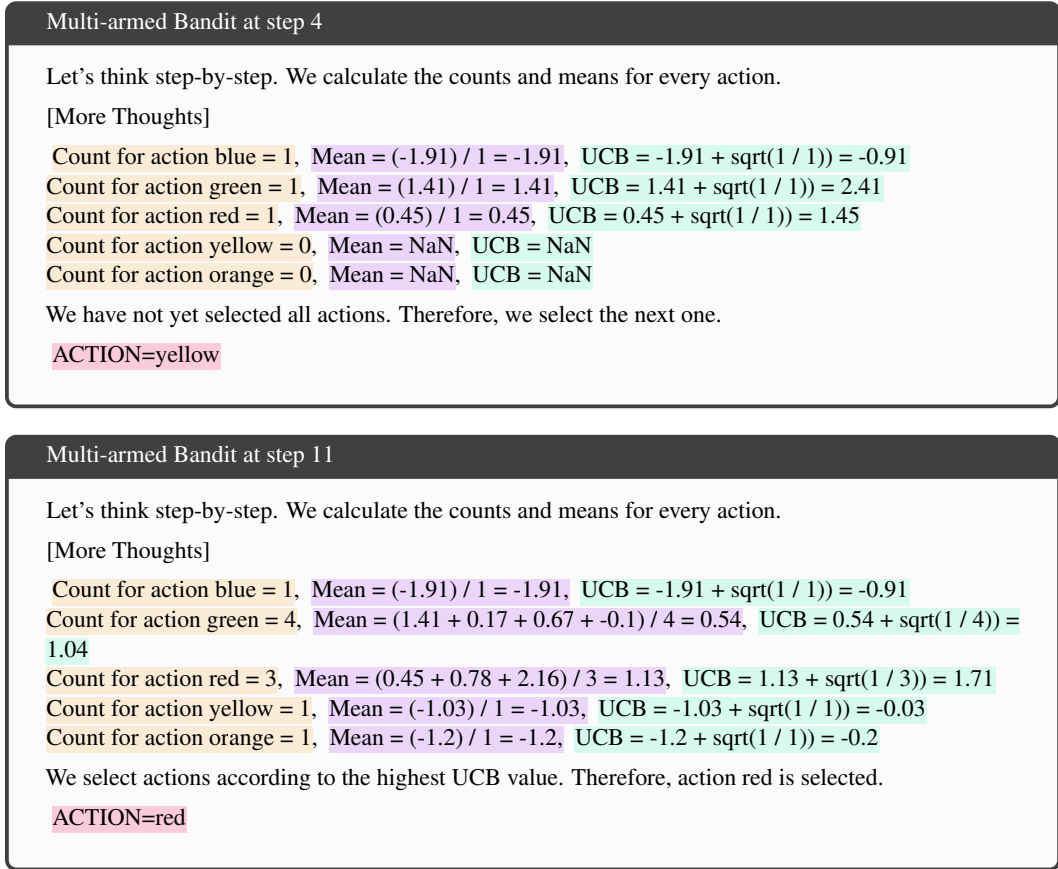 Multi-armed Bandit at step 4
Let's think step-by-step. We calculate the counts and means for every action.
[More Thoughts]
Count for action blue = 1, Mean = (-1.91) / 1 = -1.91, UCB = -1.91 + sqrt(1 / 1)) = -0.91
Count for action green = 1, Mean = (1.41) / 1 = 1.41, UCB = 1.41 + sqrt(1 / 1)) = 2.41
Count for action red = 1, Mean = (0.45) / 1 = 0.45, UCB = 0.45 + sqrt(1 / 1)) = 1.45
Count for action yellow = 0, Mean = NaN, UCB = NaN
Count for action orange = 0, Mean = NaN, UCB = NaN
We have not yet selected all actions. Therefore, we select the next one.
ACTION=yellow
Multi-armed Bandit at step 11
Let's think step-by-step. We calculate the counts and means for every action.
[More Thoughts]
Count for action blue = 1, Mean = (-1.91) / 1 = -1.91, UCB = -1.91 + sqrt(1 / 1)) = -0.91
Count for action green = 4, Mean = (1.41 + 0.17 + 0.67 + -0.1) / 4 = 0.54, UCB = 0.54 + sqrt(1 / 4)) =
1.04
Count for action red = 3, Mean = (0.45 + 0.78 + 2.16) / 3 = 1.13, UCB = 1.13 + sqrt(1 / 3)) = 1.71
Count for action yellow = 1, Mean = (-1.03) / 1 = -1.03, UCB = -1.03 + sqrt(1 / 1)) = -0.03
Count for action orange = 1, Mean = (-1.2) / 1 = -1.2, UCB = -1.2 + sqrt(1 / 1)) = -0.2
We select actions according to the highest UCB value. Therefore, action red is selected.
ACTION=red